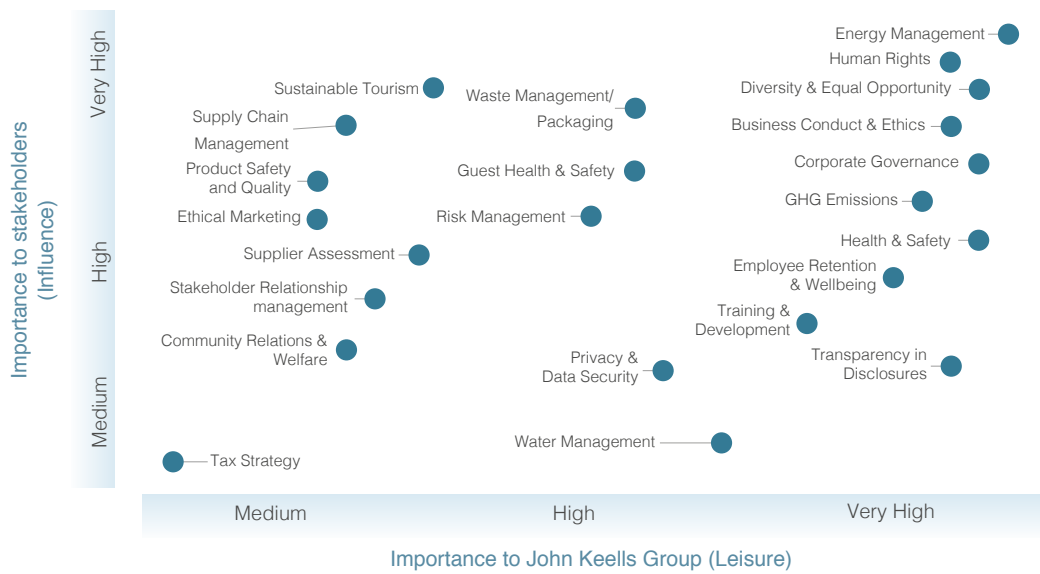 Energy Management
Human Rights
Sustainable Tourism
Diversity & Equal Opportunity
Waste Management/
Packaging
Supply Chain
Management
Business Conduct & Ethics
Product Safety
and Quality
Guest Health & Safety
Corporate Governance
Ethical Marketing
Risk Management
GHG Emissions
Supplier Assessment
Health & Safety
Employee Retention
& Wellbeing
Stakeholder Relationship
management
Training &
Development
Community Relations &
Welfare
Privacy &
Data Security
Transparency in
Disclosures
Water Management
Tax Strategy
Importance to stakeholders
(Influence)
Very High
High
Medium
Medium
High
Very High
Importance to John Keells Group (Leisure)